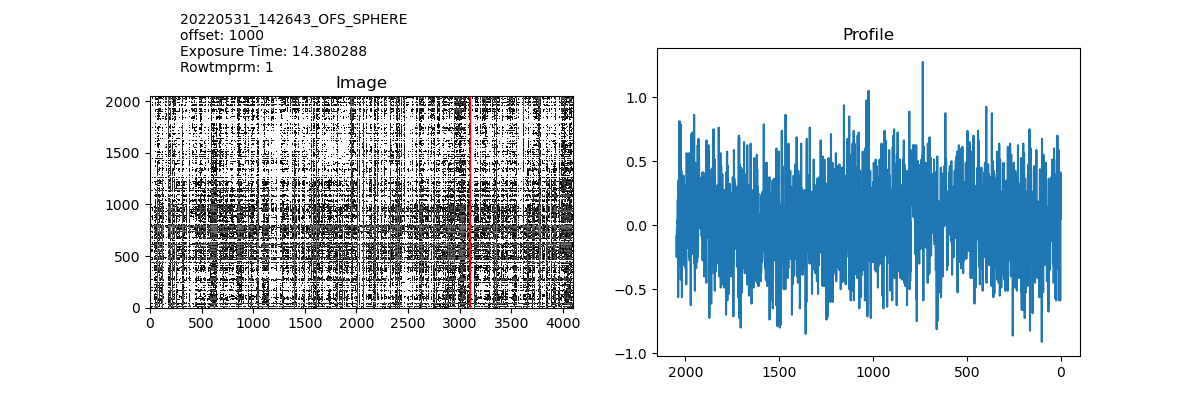 20220531_142643_OFS_SPHERE
offset: 1000
Exposure Time: 14.380288
Rowtmprm: 1
Image
2000
1500
1000
500
0
0 500 1000 1500 2000 2500 3000 3500 4000
Profile
1.0
0.5
0.0
−0.5
−1.0
2000 1500 1000 500 0